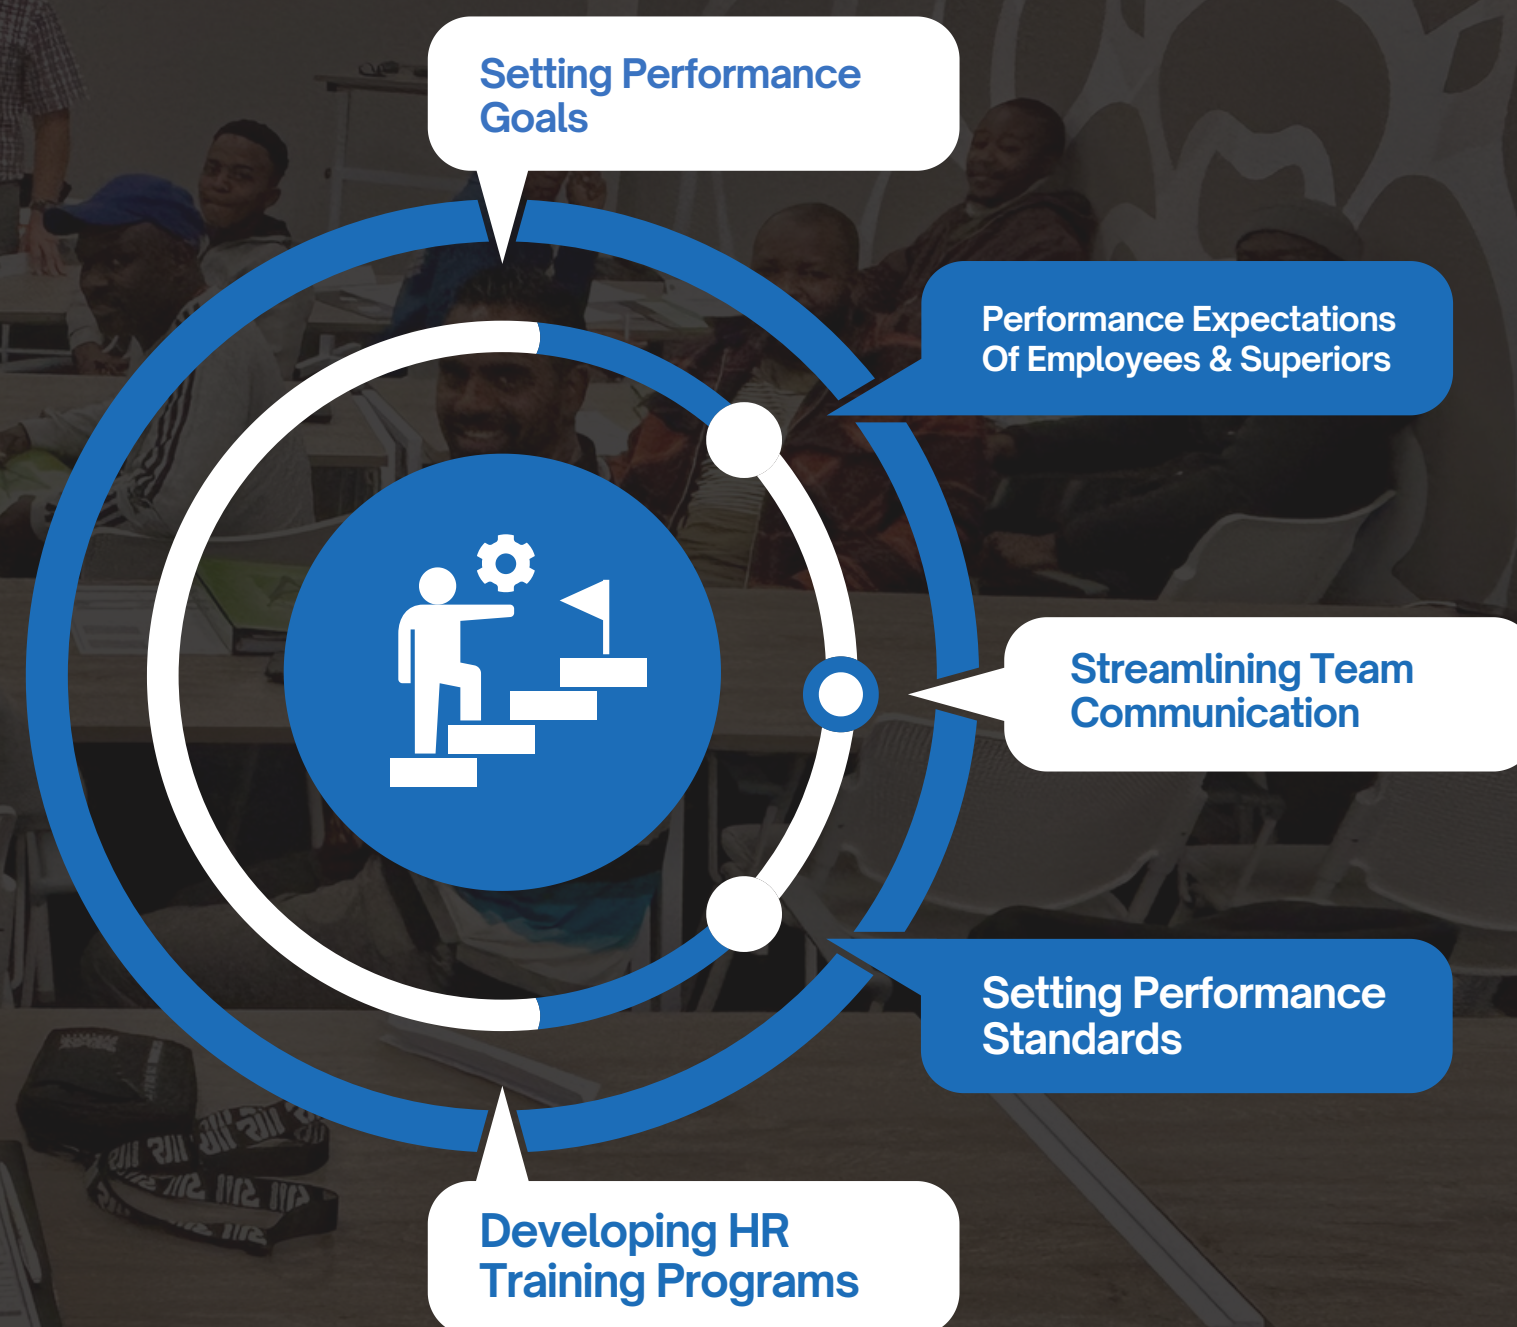 Setting Performance
Goals
Performance Expectations
Of Employees & Superiors
Streamlining Team
Communication
Setting Performance
Standards
Developing HR
Training Programs